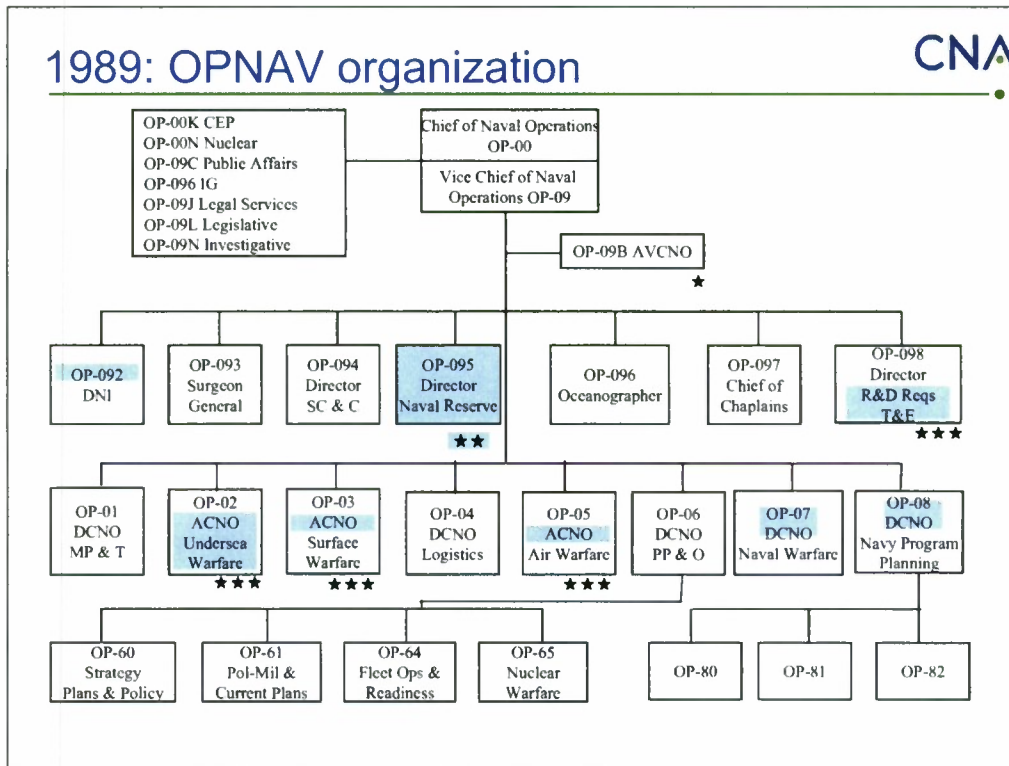 1989: OPNAV organization
CNA
OP-00K CEP
OP-00N Nuclear
OP-09C Public Affairs
OP-096 IG
OP-09J Legal Services
OP-09L Legislative
OP-09N Investigative
Chief of Naval Operations
OP-00
Vice Chief of Naval
Operations OP-09
OP-09B AVCNO
OP-092
DNI
OP-093
Surgeon
General
OP-094
Director
SC & C
OP-095
Director
Naval Reserve
OP-096
Oceanographer
OP-097
Chief of
Chaplains
OP-098
Director
R&D Reqs
T&E
OP-01
DCNO
MP & T
OP-02
ACNO
Undersea
Warfare
OP-03
ACNO
Surface
Warfare
OP-04
DCNO
Logistics
OP-05
ACNO
Air Warfare
OP-06
DCNO
PP & O
OP-07
DCNO
Naval Warfare
OP-08
DCNO
Navy Program
Planning
OP-60
Strategy
Plans & Policy
OP-61
Pol-Mil &
Current Plans
OP-64
Fleet Ops &
Readiness
OP-65
Nuclear
Warfare
OP-80
OP-81
OP-82